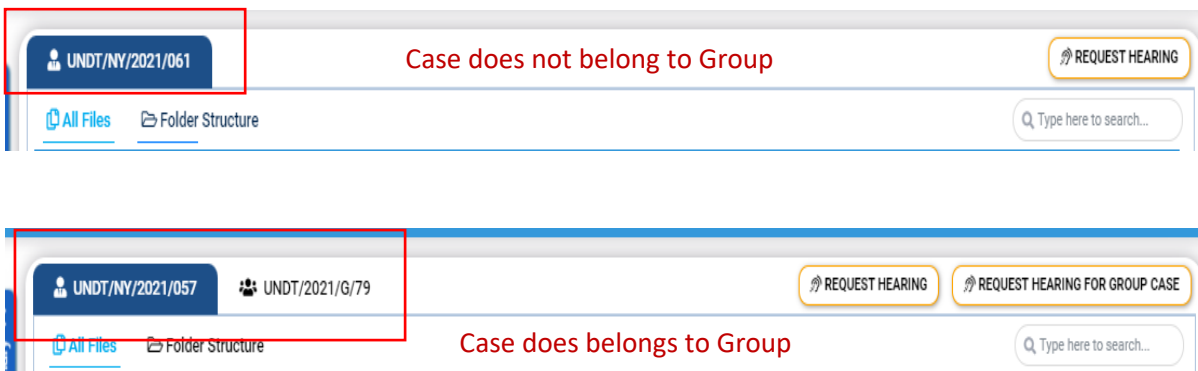 UNDT/NY/2021/061
Case does not belong to Group
REQUEST HEARING
All Files
Folder Structure
Type here to search...
UNDT/NY/2021/057
UNDT/2021/G/79
REQUEST HEARING
REQUEST HEARING FOR GROUP CASE
All Files
Folder Structure
Case does belongs to Group
Type here to search...